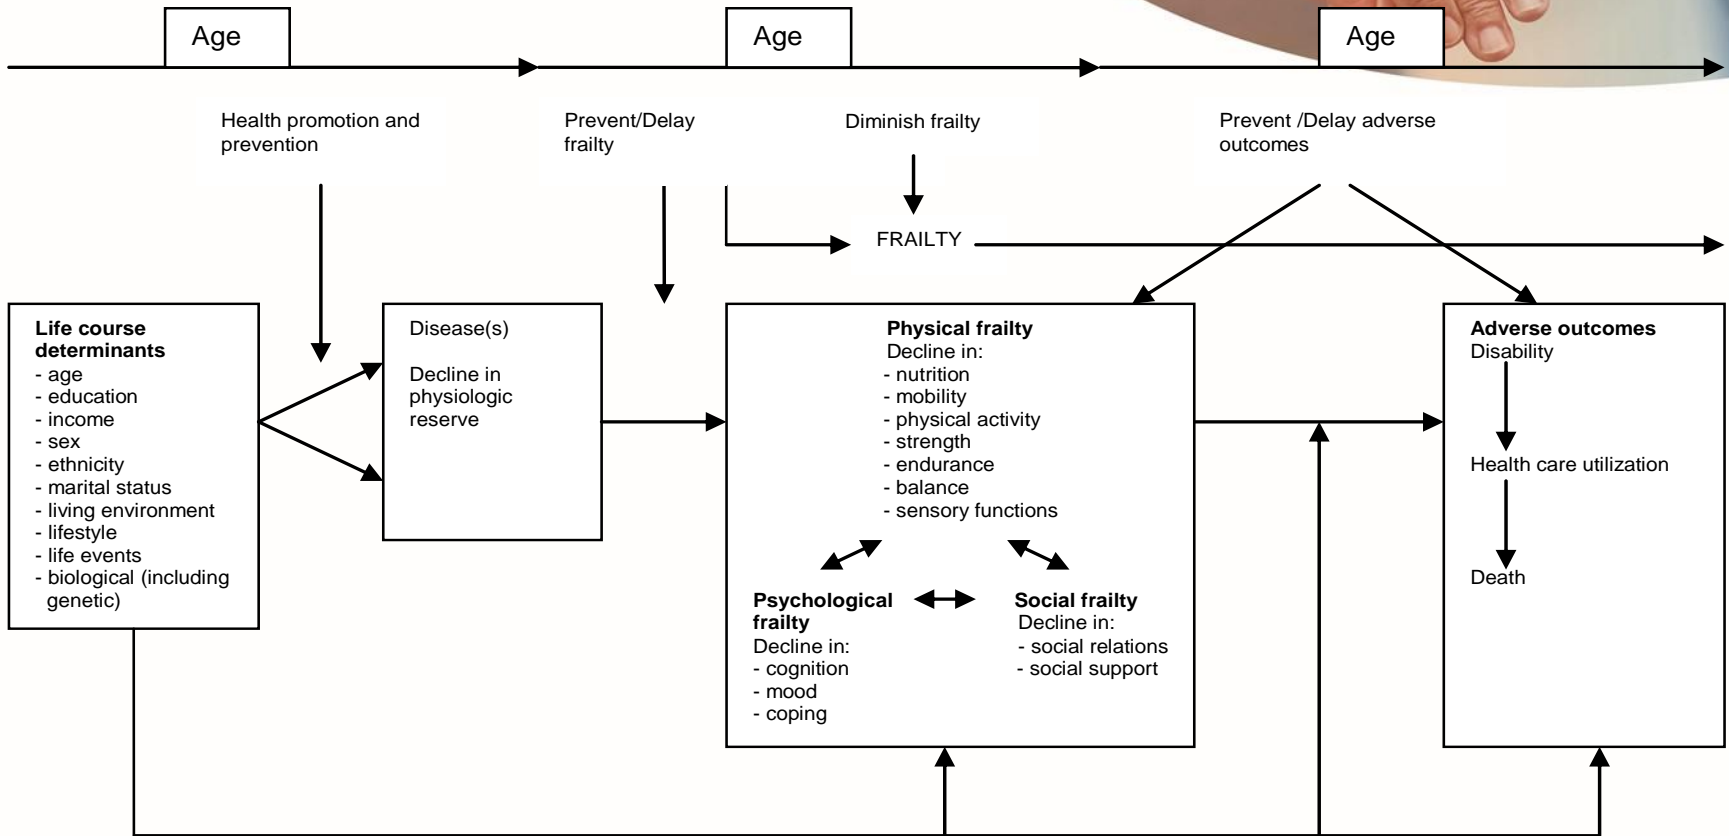 Age
Age
Age
Health promotion and
prevention
Prevent/Delay
frailty
Diminish frailty
Prevent /Delay adverse
outcomes
FRAILTY
Life course
determinants
- age
- education
- income
- sex
- ethnicity
- marital status
- living environment
- lifestyle
- life events
- biological (including
genetic)
Disease(s)
Decline in
physiologic
reserve
Physical frailty
Decline in:
- nutrition
- mobility
- physical activity
- strength
- endurance
- balance
- sensory functions
Psychological
frailty
Decline in:
- cognition
- mood
- coping
Social frailty
Decline in:
- social relations
- social support
Adverse outcomes
Disability
Health care utilization
Death